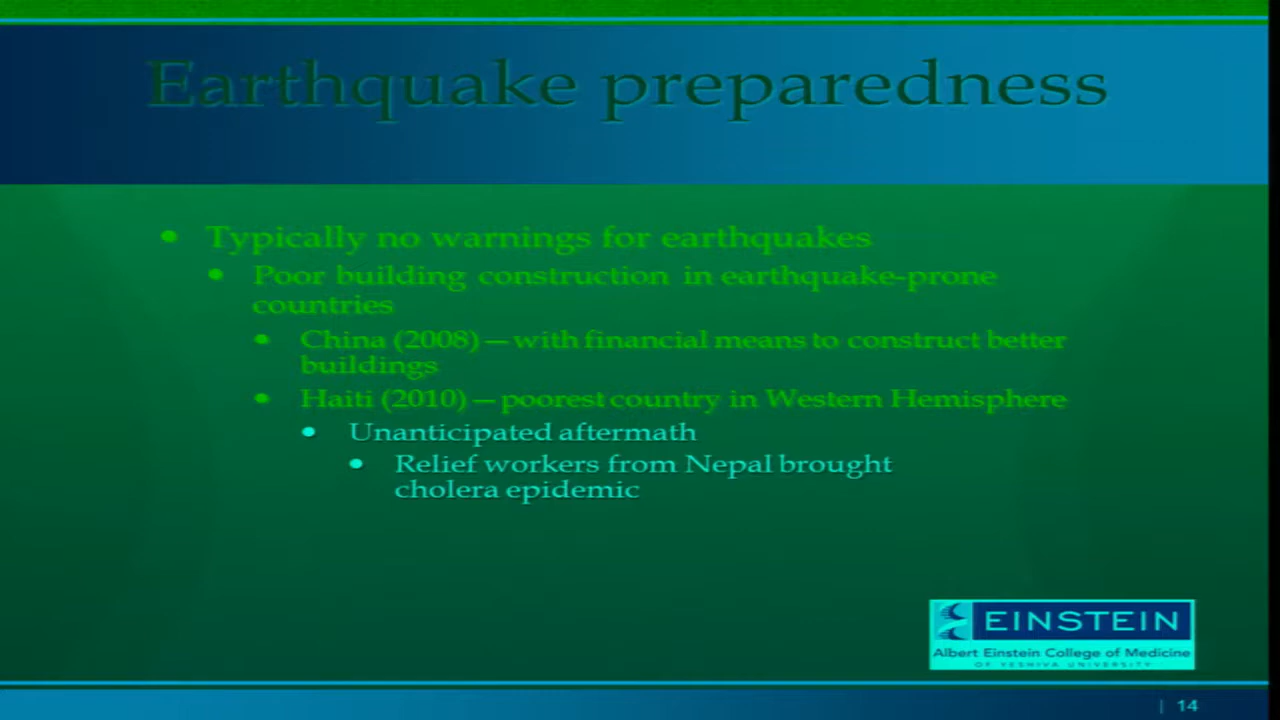 Earthquake preparedness
• Typically no warnings for earthquakes
• Poor building construction in earthquake-prone
countries
• China (2008) – with financial means to construct better
buildings
• Haiti (2010) – poorest country in Western Hemisphere
• Unanticipated aftermath
• Relief workers from Nepal brought
cholera epidemic
EINSTEIN
Albert Einstein College of Medicine
OF YESHIVA UNIVERSITY
| 14